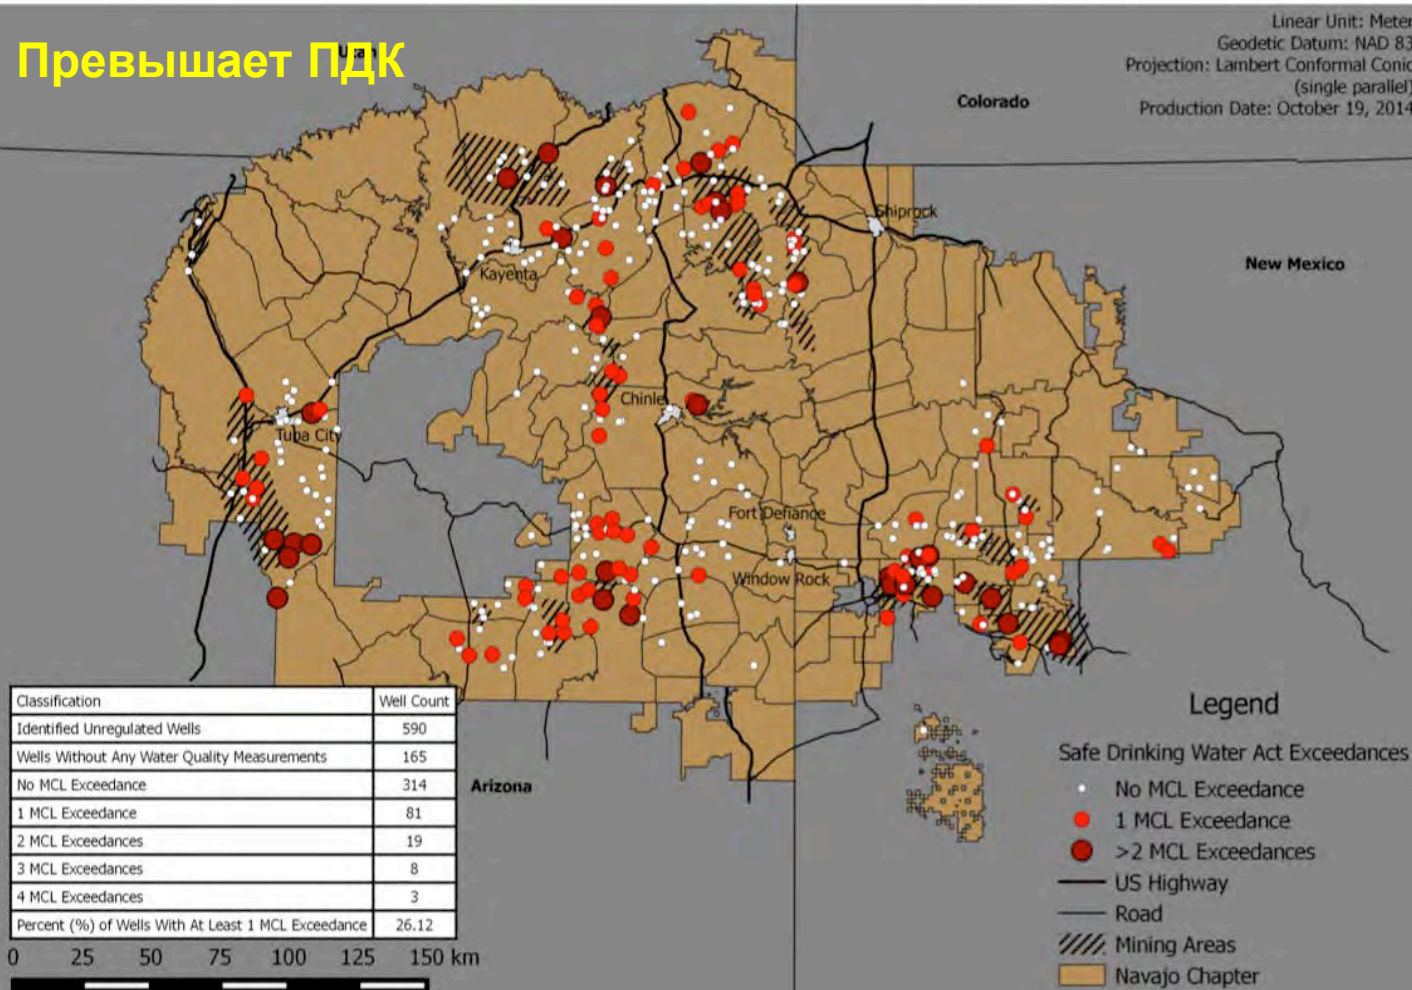 Превышает ПДК
Utah
Linear Unit: Meter
Geodetic Datum: NAD 83
Projection: Lambert Conformal Conic
(single parallel)
Production Date: October 19, 2014
Colorado
Shiprock
New Mexico
Kayenta
Chinle
Tuba City
Fort Defiance
Window Rock
Arizona
Classification Well Count
Identified Unregulated Wells 590
Wells Without Any Water Quality Measurements 165
No MCL Exceedance 314
1 MCL Exceedance 81
2 MCL Exceedances 19
3 MCL Exceedances 8
4 MCL Exceedances 3
Percent (%) of Wells With At Least 1 MCL Exceedance 26.12
0 25 50 75 100 125 150 km
Legend
Safe Drinking Water Act Exceedances
No MCL Exceedance
1 MCL Exceedance
>2 MCL Exceedances
US Highway
Road
Mining Areas
Navajo Chapter